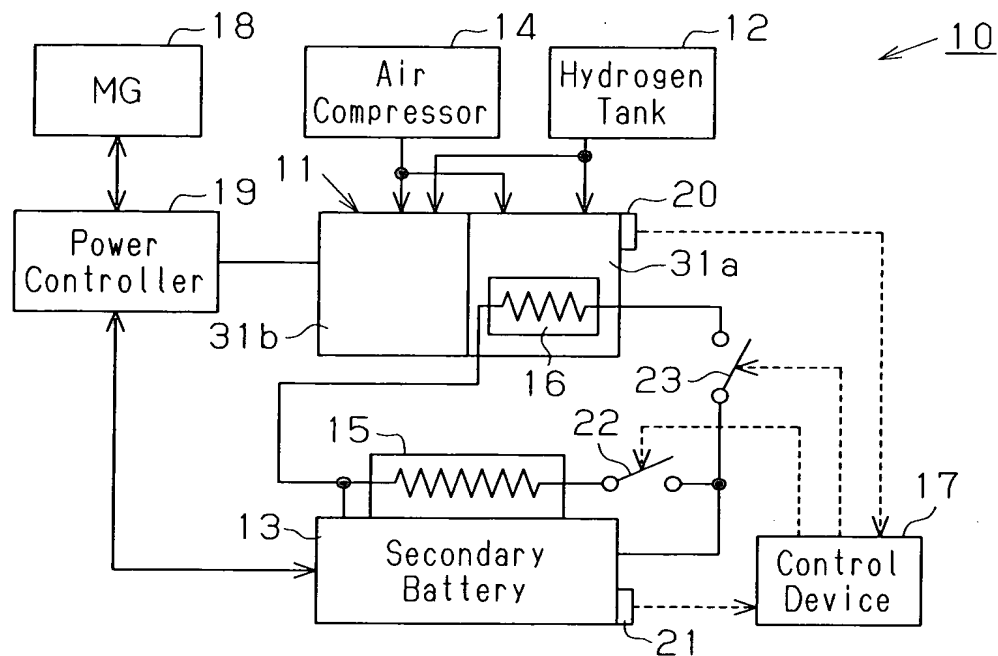 18
14
12
10
MG
Air
Compressor
Hydrogen
Tank
11
19
20
Power
Controller
31a
31b
16
23
15
22
17
13
Secondary
Battery
Control
Device
21